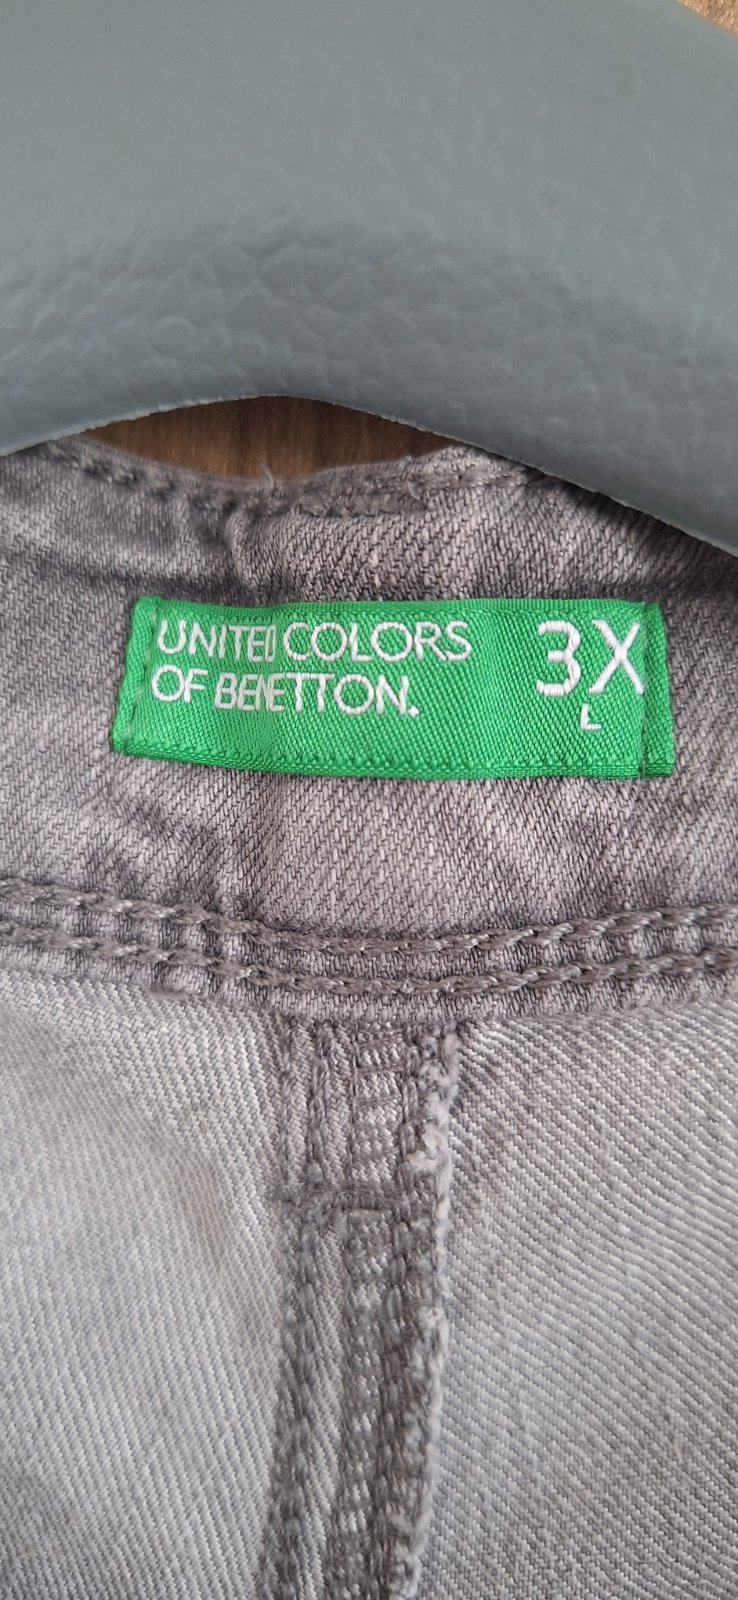 UNITED COLORS
OF BENETTON.
3X
L